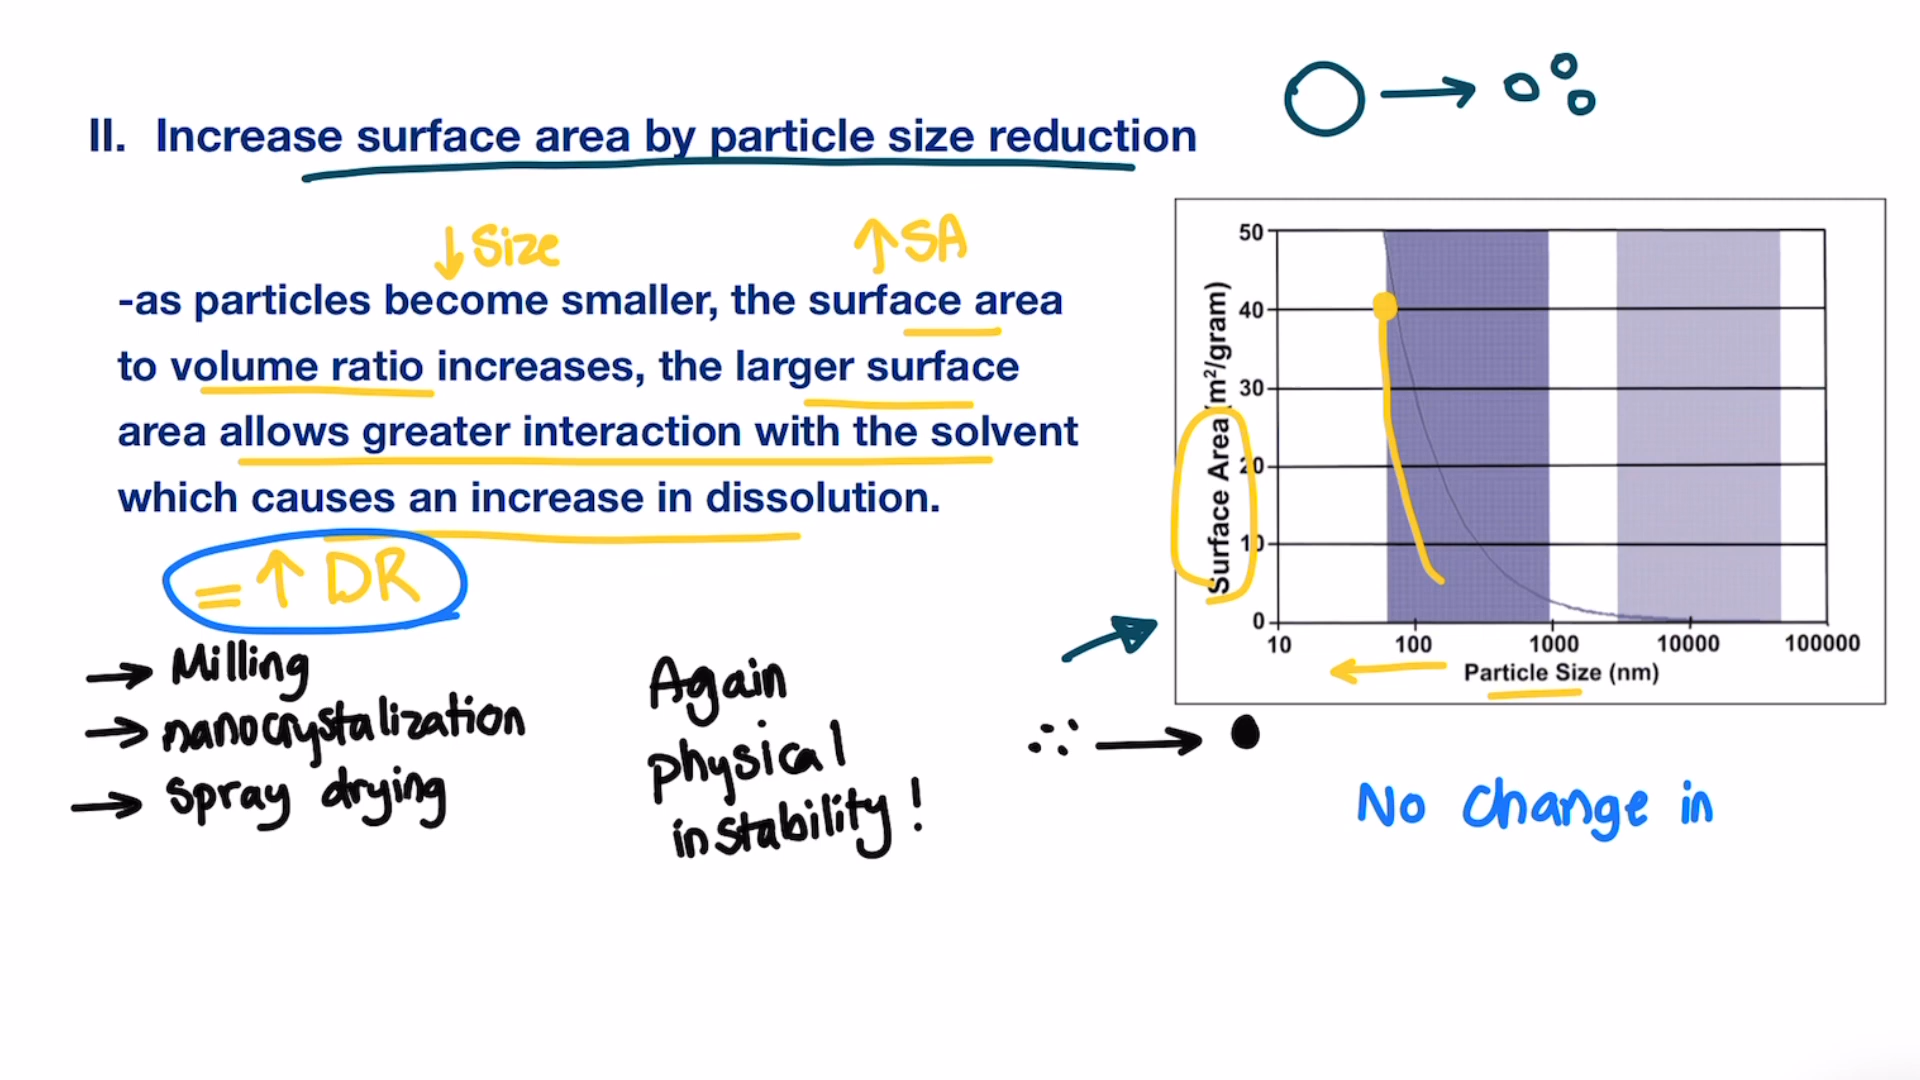 II. Increase surface area by particle size reduction
↓ Size
↑ SA
-as particles become smaller, the surface area
to volume ratio increases, the larger surface
area allows greater interaction with the solvent
which causes an increase in dissolution.
= ↑ DR
→ Milling
→ nanocrystalization
→ Spray drying
Again
physical
instability!
Surface Area (m²/gram)
50
40
30
20
10
0
10 100 1000 10000 100000
Particle Size (nm)
No change in